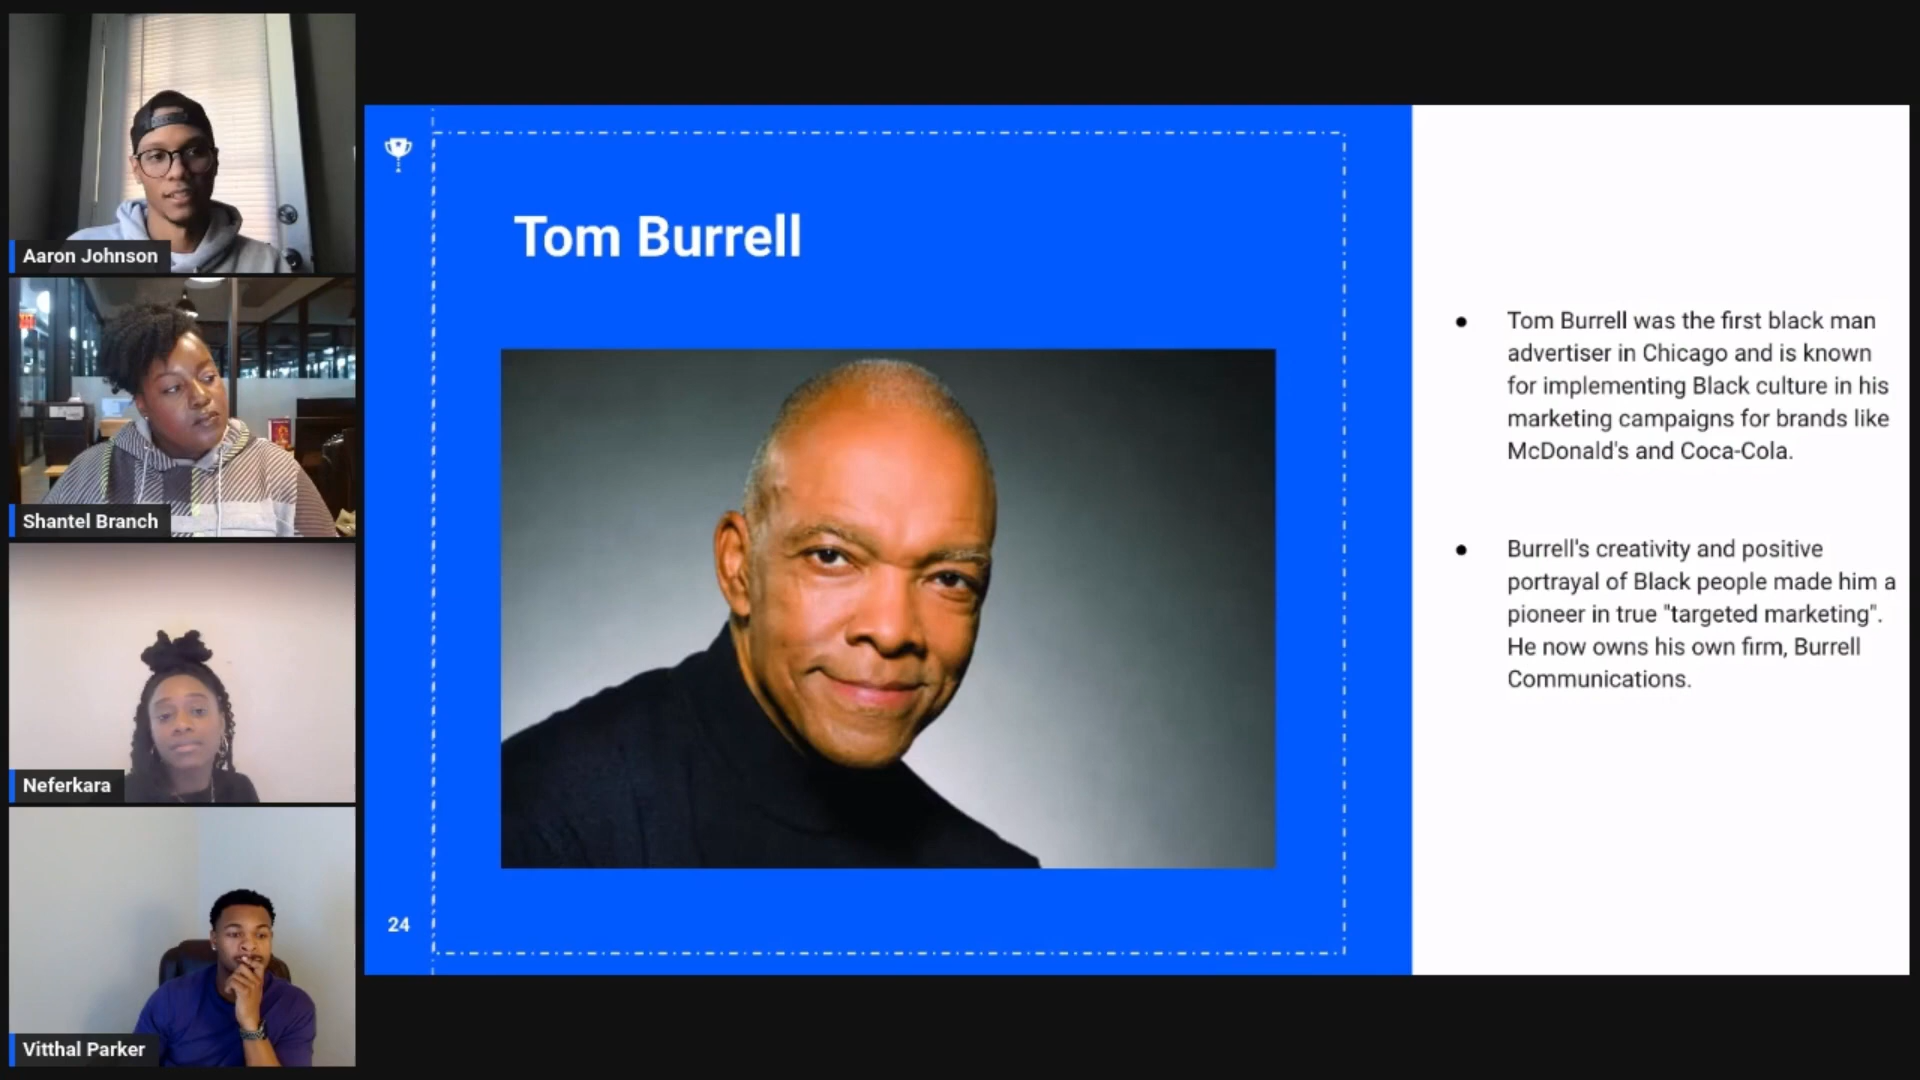 Aaron Johnson
Shantel Branch
Neferkara
Vitthal Parker
Tom Burrell
24
● Tom Burrell was the first black man
advertiser in Chicago and is known
for implementing Black culture in his
marketing campaigns for brands like
McDonald's and Coca-Cola.
● Burrell's creativity and positive
portrayal of Black people made him a
pioneer in true "targeted marketing".
He now owns his own firm, Burrell
Communications.